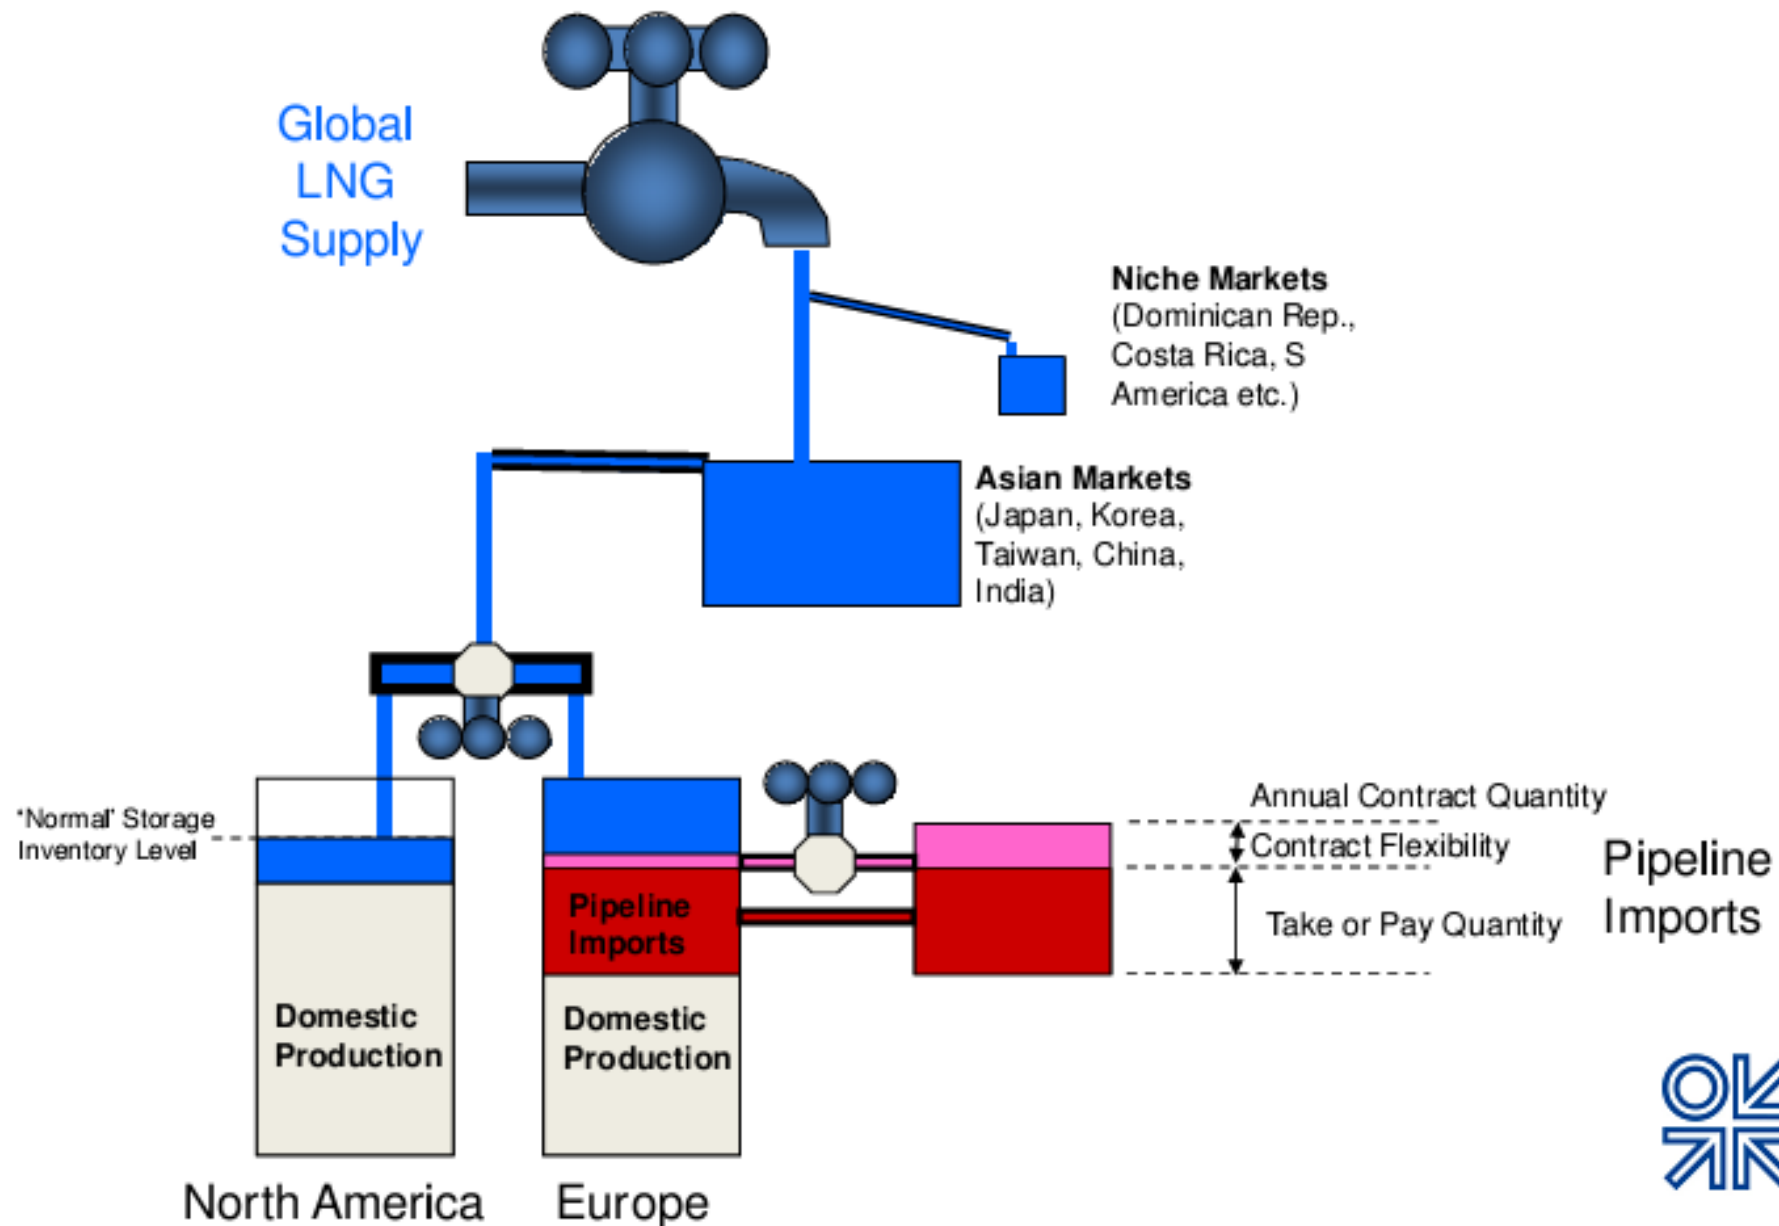 Global
LNG
Supply
Niche Markets
(Dominican Rep.,
Costa Rica, S
America etc.)
Asian Markets
(Japan, Korea,
Taiwan, China,
India)
"Normal' Storage
Inventory Level
Annual Contract Quantity
Contract Flexibility
Take or Pay Quantity
Pipeline
Imports
Pipeline
Imports
Domestic
Production
Domestic
Production
North America
Europe